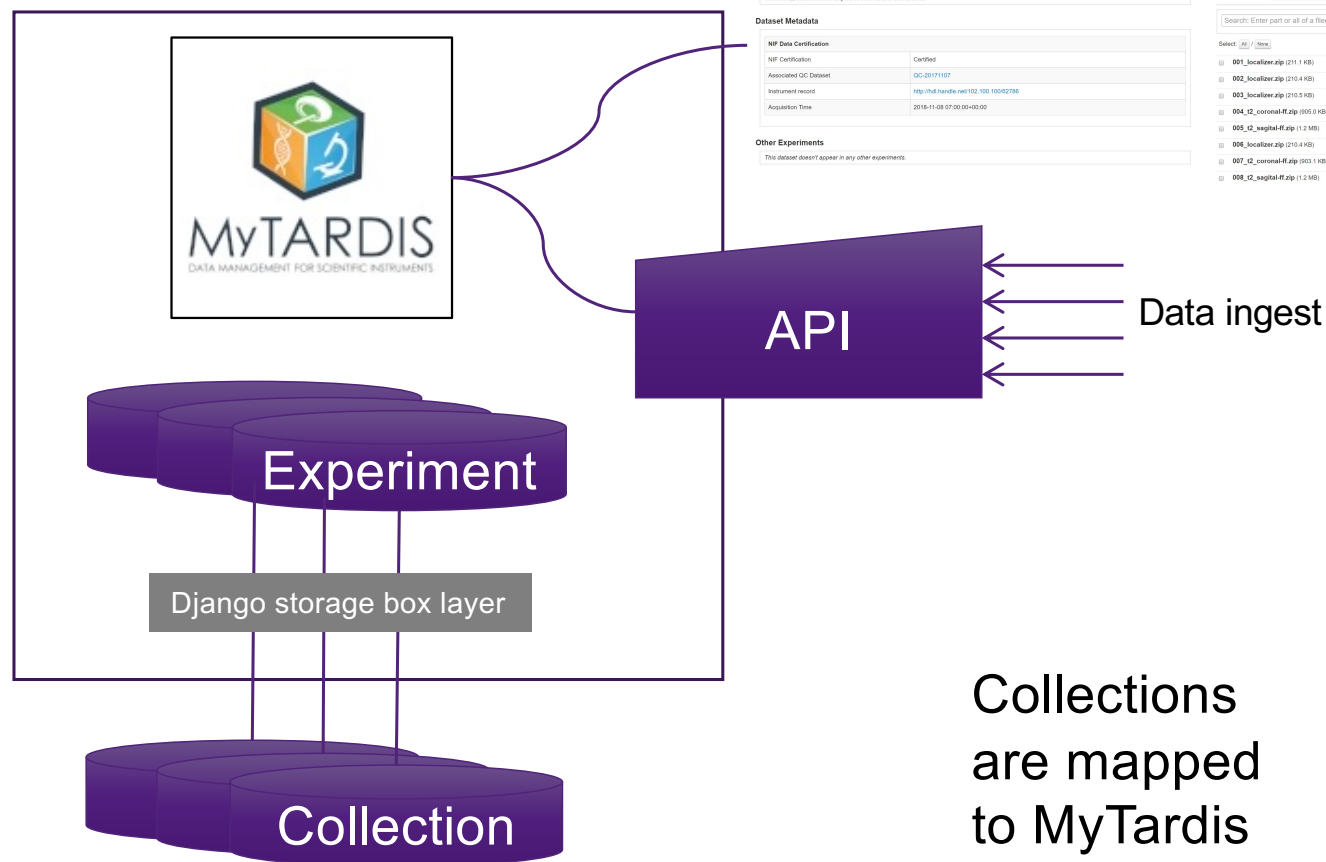 Dataset Metadata
NIF Data Certification
NIF Certification Certified
Associated QC Dataset QC-20171107
Instrument record http://hdl.handle.net/102.100.100/62786
Acquisition Time 2018-11-08 07:00:00+00:00
Other Experiments
This dataset doesn't appear in any other experiments.
Search: Enter part or all of a filen
Select: All / None
001_localizer.zip (211.1 KB)
002_localizer.zip (210.4 KB)
003_localizer.zip (210.5 KB)
004_t2_coronal-ff.zip (905.0 KB
005_t2_sagital-ff.zip (1.2 MB)
006_localizer.zip (210.4 KB)
007_t2_coronal-ff.zip (903.1 KB
008_t2_sagital-ff.zip (1.2 MB)
MyTARDIS
DATA MANAGEMENT FOR SCIENTIFIC INSTRUMENTS
API
Data ingest
Experiment
Django storage box layer
Collection
Collections
are mapped
to MyTardis